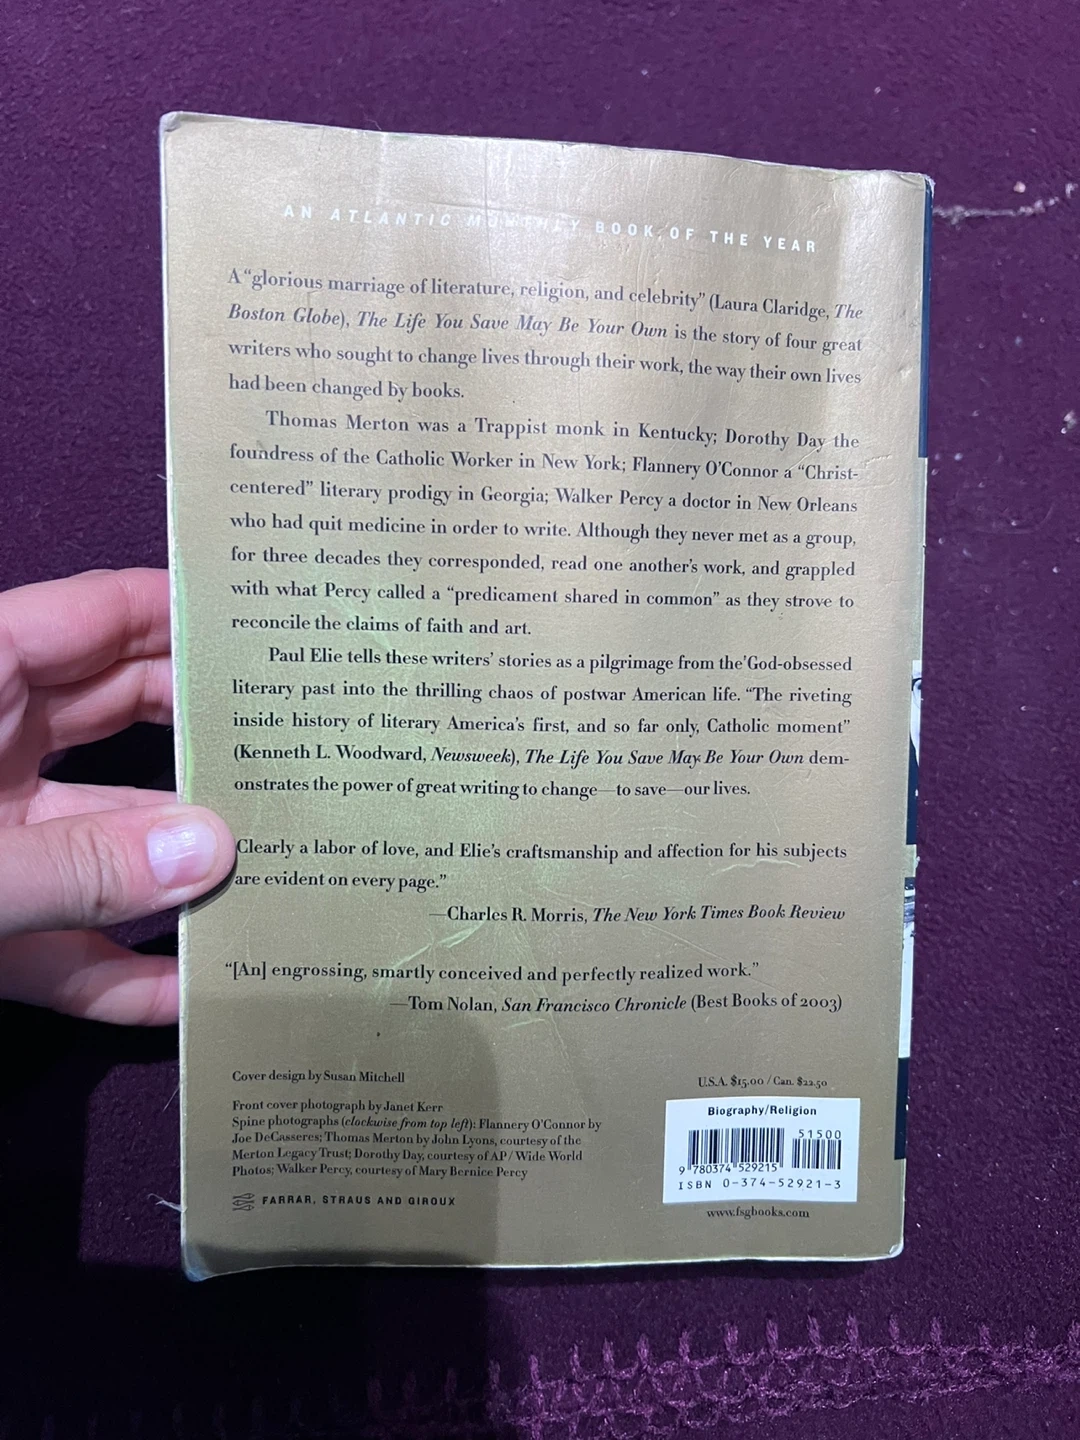 AN ATLANTIC MONTHLY BOOK OF THE YEAR
A “glorious marriage of literature, religion, and celebrity” (Laura Claridge, The
Boston Globe), The Life You Save May Be Your Own is the story of four great
writers who sought to change lives through their work, the way their own lives
had been changed by books.
Thomas Merton was a Trappist monk in Kentucky; Dorothy Day the
foundress of the Catholic Worker in New York; Flannery O’Connor a “Christ-
centered” literary prodigy in Georgia; Walker Percy a doctor in New Orleans
who had quit medicine in order to write. Although they never met as a group,
for three decades they corresponded, read one another’s work, and grappled
with what Percy called a “predicament shared in common” as they strove to
reconcile the claims of faith and art.
Paul Elie tells these writers’ stories as a pilgrimage from the God-obsessed
literary past into the thrilling chaos of postwar American life. “The riveting
inside history of literary America’s first, and so far only, Catholic moment”
(Kenneth L. Woodward, Newsweek), The Life You Save May Be Your Own dem-
onstrates the power of great writing to change—to save—our lives.
Clearly a labor of love, and Elie’s craftsmanship and affection for his subjects
are evident on every page.”
—Charles R. Morris, The New York Times Book Review
“[An] engrossing, smartly conceived and perfectly realized work.”
—Tom Nolan, San Francisco Chronicle (Best Books of 2003)
Cover design by Susan Mitchell
Front cover photograph by Janet Kerr
Spine photographs (clockwise from top left): Flannery O’Connor by
Joe DeCasseres; Thomas Merton by John Lyons, courtesy of the
Merton Legacy Trust; Dorothy Day, courtesy of AP/Wide World
Photos; Walker Percy, courtesy of Mary Bernice Percy
FARRAR, STRAUS AND GIROUX
U.S.A. $15.00 / Can. $22.50
Biography/Religion
51500
9 780374 529215
ISBN 0-374-52921-3
www.fsgbooks.com